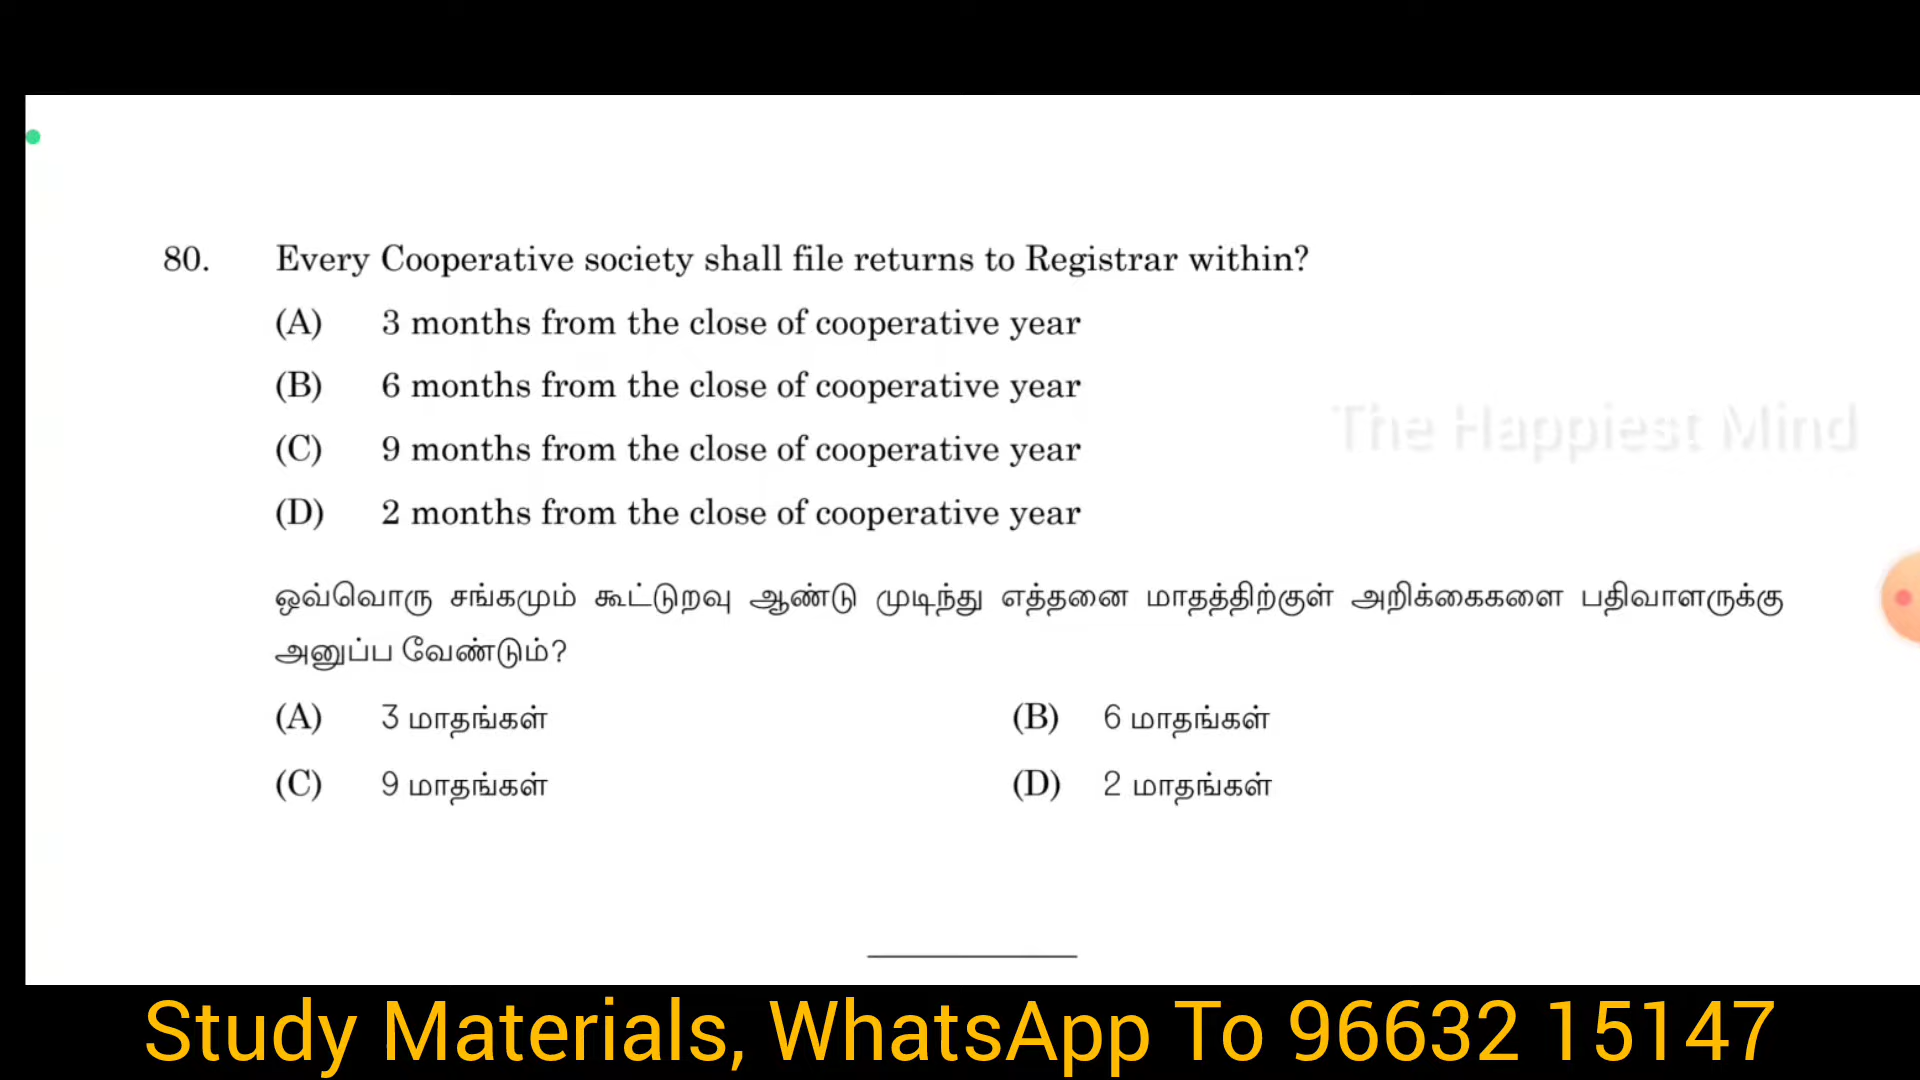 80. Every Cooperative society shall file returns to Registrar within?
(A) 3 months from the close of cooperative year
(B) 6 months from the close of cooperative year
(C) 9 months from the close of cooperative year
(D) 2 months from the close of cooperative year
The Happiest Mind
ஒவ்வொரு சங்கமும் கூட்டுறவு ஆண்டு முடிந்து எத்தனை மாதத்திற்குள் அறிக்கைகளை பதிவாளருக்கு
அனுப்ப வேண்டும்?
(A) 3 மாதங்கள் (B) 6 மாதங்கள்
(C) 9 மாதங்கள் (D) 2 மாதங்கள்
Study Materials, WhatsApp To 96632 15147